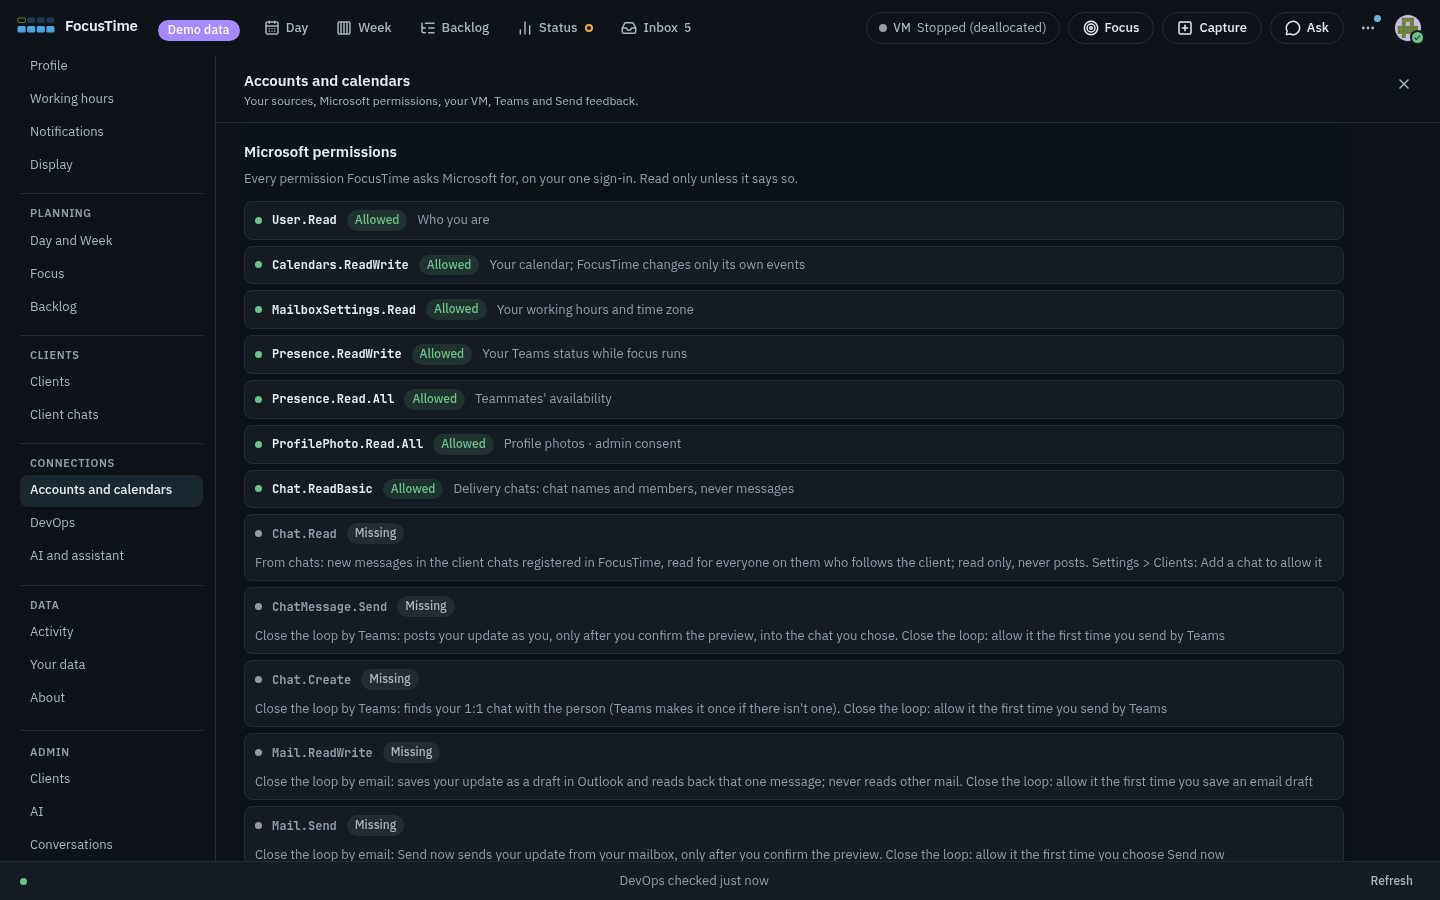 FocusTime
Demo data
Day
Week
Backlog
Status
Inbox 5
VM Stopped (deallocated)
Focus
Capture
Ask
Profile
Working hours
Notifications
Display
PLANNING
Day and Week
Focus
Backlog
CLIENTS
Clients
Client chats
CONNECTIONS
Accounts and calendars
DevOps
AI and assistant
DATA
Activity
Your data
About
ADMIN
Clients
AI
Conversations
Accounts and calendars
Your sources, Microsoft permissions, your VM, Teams and Send feedback.
Microsoft permissions
Every permission FocusTime asks Microsoft for, on your one sign-in. Read only unless it says so.
User.Read Allowed Who you are
Calendars.ReadWrite Allowed Your calendar; FocusTime changes only its own events
MailboxSettings.Read Allowed Your working hours and time zone
Presence.ReadWrite Allowed Your Teams status while focus runs
Presence.Read.All Allowed Teammates' availability
ProfilePhoto.Read.All Allowed Profile photos · admin consent
Chat.ReadBasic Allowed Delivery chats: chat names and members, never messages
Chat.Read Missing
From chats: new messages in the client chats registered in FocusTime, read for everyone on them who follows the client; read only, never posts. Settings > Clients: Add a chat to allow it
ChatMessage.Send Missing
Close the loop by Teams: posts your update as you, only after you confirm the preview, into the chat you chose. Close the loop: allow it the first time you send by Teams
Chat.Create Missing
Close the loop by Teams: finds your 1:1 chat with the person (Teams makes it once if there isn't one). Close the loop: allow it the first time you send by Teams
Mail.ReadWrite Missing
Close the loop by email: saves your update as a draft in Outlook and reads back that one message; never reads other mail. Close the loop: allow it the first time you save an email draft
Mail.Send Missing
Close the loop by email: Send now sends your update from your mailbox, only after you confirm the preview. Close the loop: allow it the first time you choose Send now
DevOps checked just now
Refresh